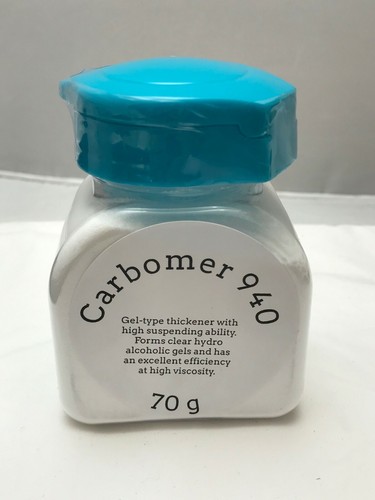 Carbomer 940
Gel-type thickener with
high suspending ability.
Forms clear hydro
alcoholic gels and has
an excellent efficiency
at high viscosity.
70 g